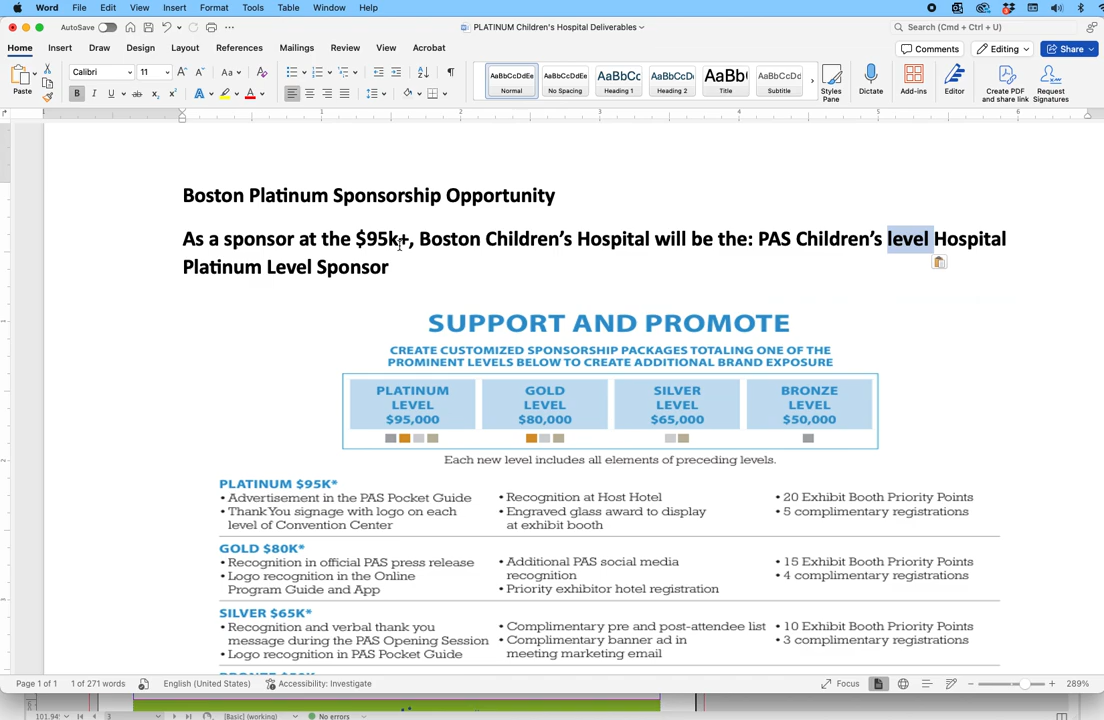 Word File Edit View Insert Format Tools Table Window Help
AutoSave PLATINUM Children's Hospital Deliverables Search (Cmd + Ctrl + U)
Home Insert Draw Design Layout References Mailings Review View Acrobat Comments Editing Share
Paste Calibri 11 Aa AaBbCcDdEe Normal AaBbCcDdEe No Spacing AaBbCc Heading 1 AaBbCcDc Heading 2 AaBb( Title AaBbCcDd Subtitle Styles Pane Dictate Add-ins Editor Create PDF and share link Request Signatures
Boston Platinum Sponsorship Opportunity
As a sponsor at the $95k+, Boston Children's Hospital will be the: PAS Children's level Hospital
Platinum Level Sponsor
SUPPORT AND PROMOTE
CREATE CUSTOMIZED SPONSORSHIP PACKAGES TOTALING ONE OF THE
PROMINENT LEVELS BELOW TO CREATE ADDITIONAL BRAND EXPOSURE
PLATINUM LEVEL $95,000
GOLD LEVEL $80,000
SILVER LEVEL $65,000
BRONZE LEVEL $50,000
Each new level includes all elements of preceding levels.
PLATINUM $95K*
• Advertisement in the PAS Pocket Guide
• Thank You signage with logo on each
level of Convention Center
• Recognition at Host Hotel
• Engraved glass award to display
at exhibit booth
• 20 Exhibit Booth Priority Points
• 5 complimentary registrations
GOLD $80K*
• Recognition in official PAS press release
• Logo recognition in the Online
Program Guide and App
• Additional PAS social media
recognition
• Priority exhibitor hotel registration
• 15 Exhibit Booth Priority Points
• 4 complimentary registrations
SILVER $65K*
• Recognition and verbal thank you
message during the PAS Opening Session
• Logo recognition in PAS Pocket Guide
• Complimentary pre and post-attendee list
• Complimentary banner ad in
meeting marketing email
• 10 Exhibit Booth Priority Points
• 3 complimentary registrations
Page 1 of 1 1 of 271 words English (United States) Accessibility: Investigate Focus 289%
3 [Basic] (working) No errors